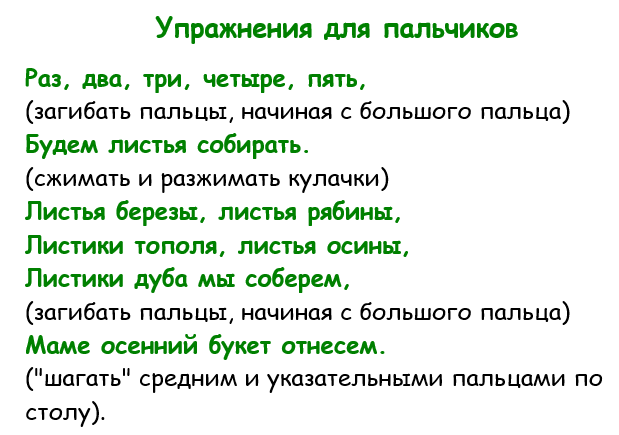 Упражнения для пальчиков
Раз, два, три, четыре, пять,
(загибать пальцы, начиная с большого пальца)
Будем листья собирать.
(сжимать и разжимать кулачки)
Листья березы, листья рябины,
Листики тополя, листья осины,
Листики дуба мы соберем,
(загибать пальцы, начиная с большого пальца)
Маме осенний букет отнесем.
("шагать" средним и указательными пальцами по
столу).